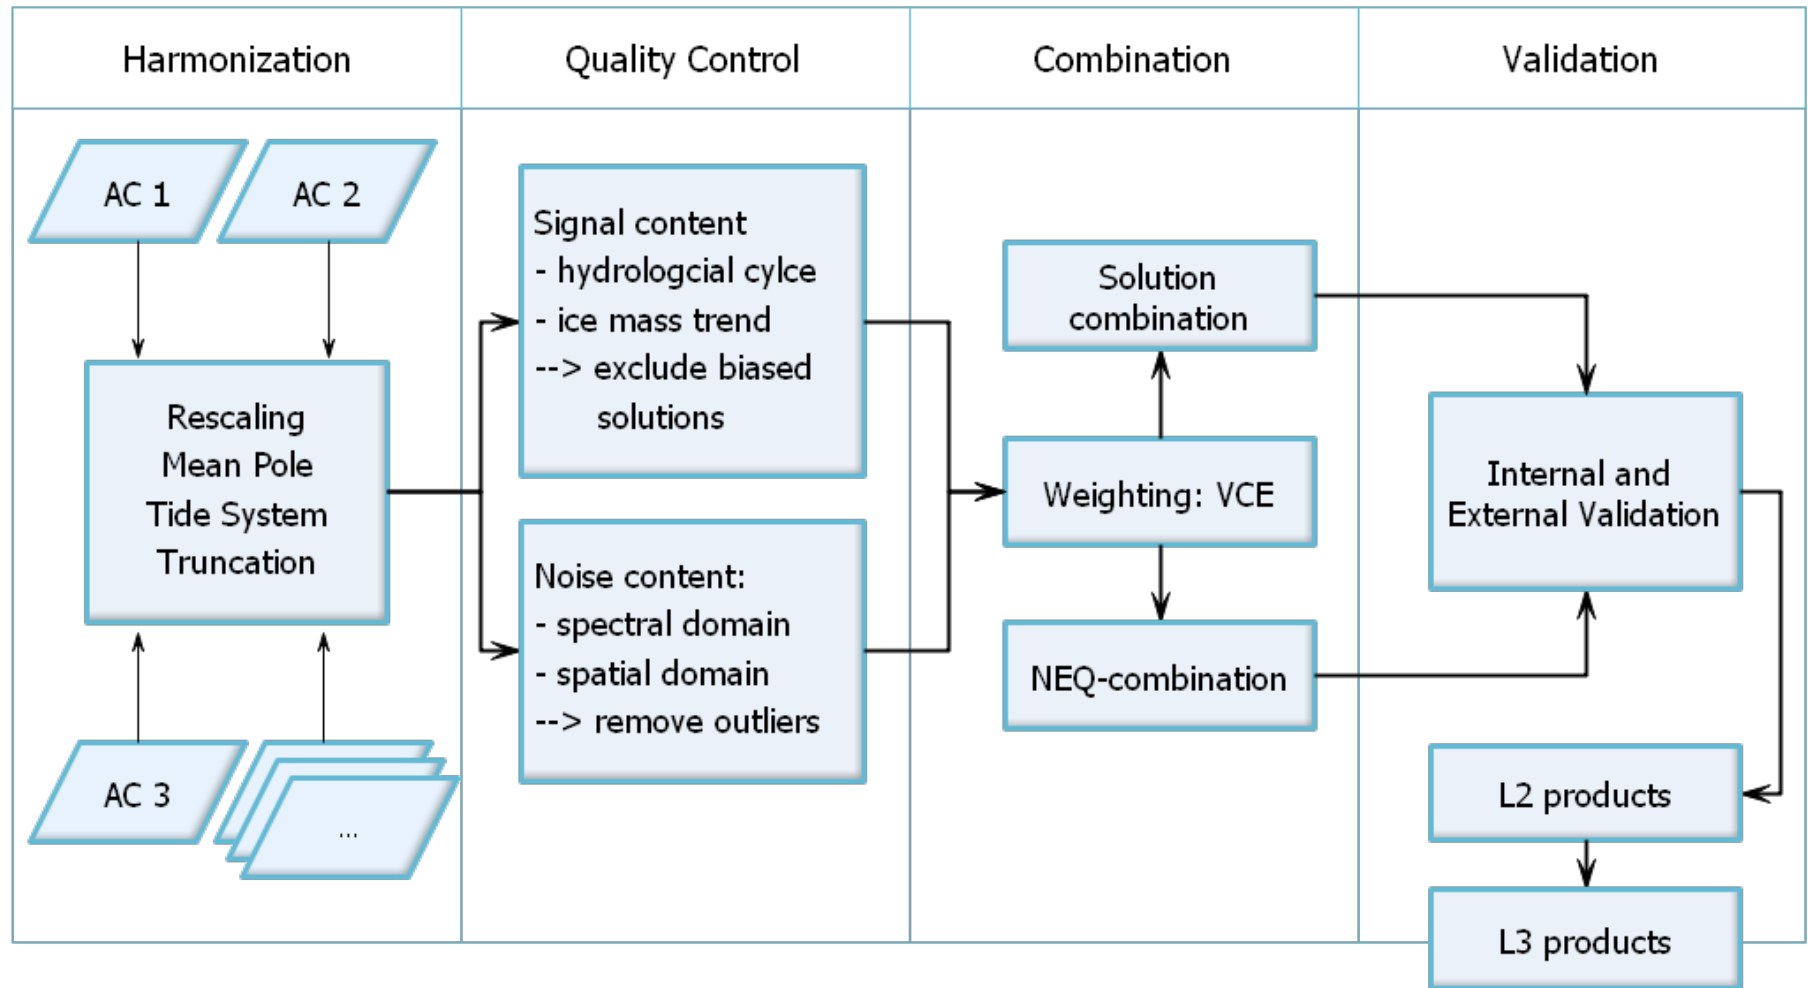 Harmonization
Quality Control
Combination
Validation
AC 1
AC 2
Rescaling
Mean Pole
Tide System
Truncation
AC 3
...
Signal content
- hydrologcial cylce
- ice mass trend
--> exclude biased
solutions
Noise content:
- spectral domain
- spatial domain
--> remove outliers
Solution
combination
Weighting: VCE
NEQ-combination
Internal and
External Validation
L2 products
L3 products